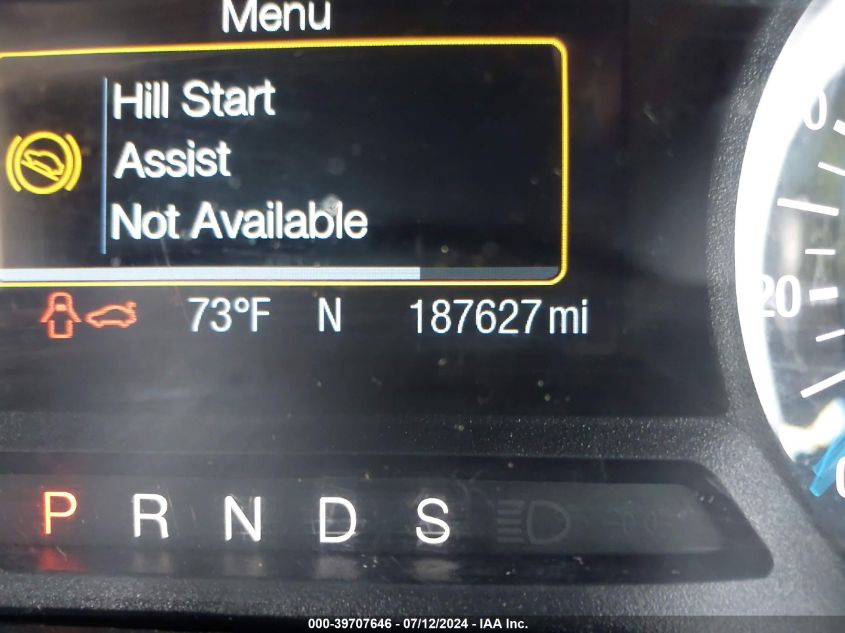 Menu
Hill Start
Assist
Not Available
73°F N 187627 mi
20
P R N D S
000-39707646 - 07/12/2024 - IAA Inc.